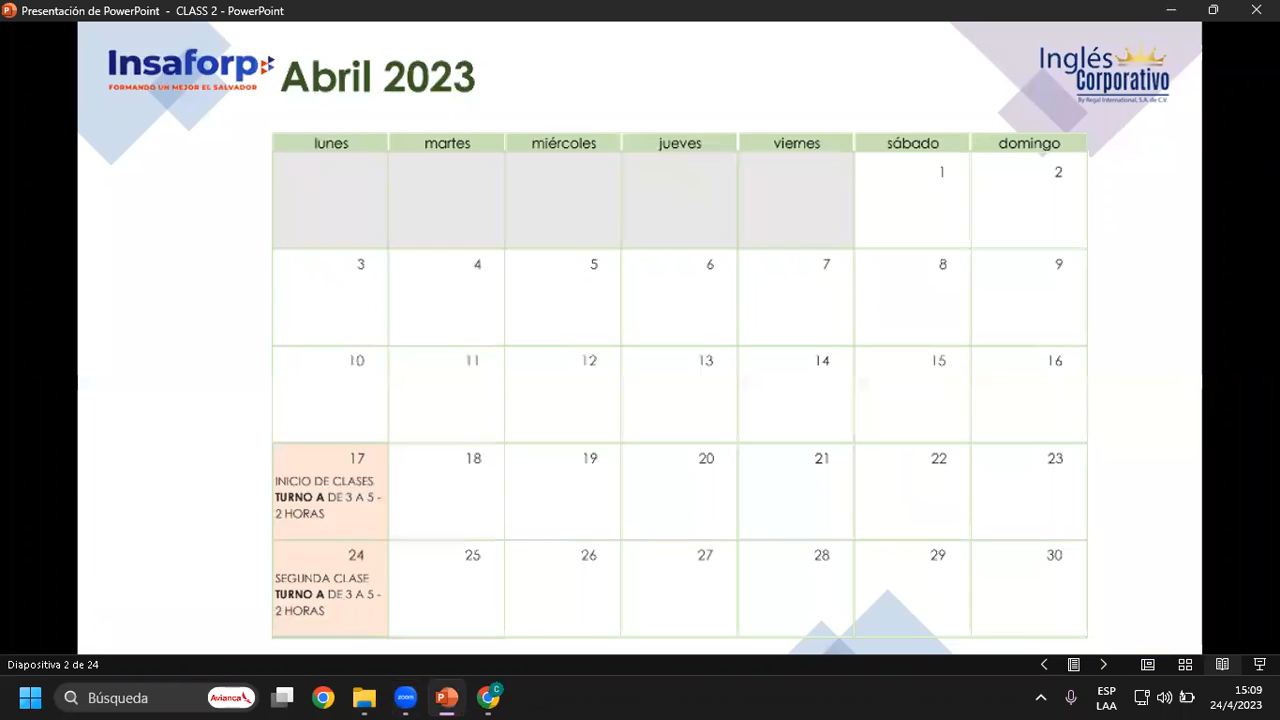 Presentación de PowerPoint - CLASS 2 - PowerPoint
Insaforp
FORMANDO UN MEJOR EL SALVADOR
Abril 2023
Inglés
Corporativo
By Regal International, S.A. de C.V.
lunes martes miércoles jueves viernes sábado domingo
1 2
3 4 5 6 7 8 9
10 11 12 13 14 15 16
17 18 19 20 21 22 23
INICIO DE CLASES
TURNO A DE 3 A 5 -
2 HORAS
24 25 26 27 28 29 30
SEGUNDA CLASE
TURNO A DE 3 A 5 -
2 HORAS
Diapositiva 2 de 24
Búsqueda
Avianca
zoom
C
ESP
LAA
15:09
24/4/2023